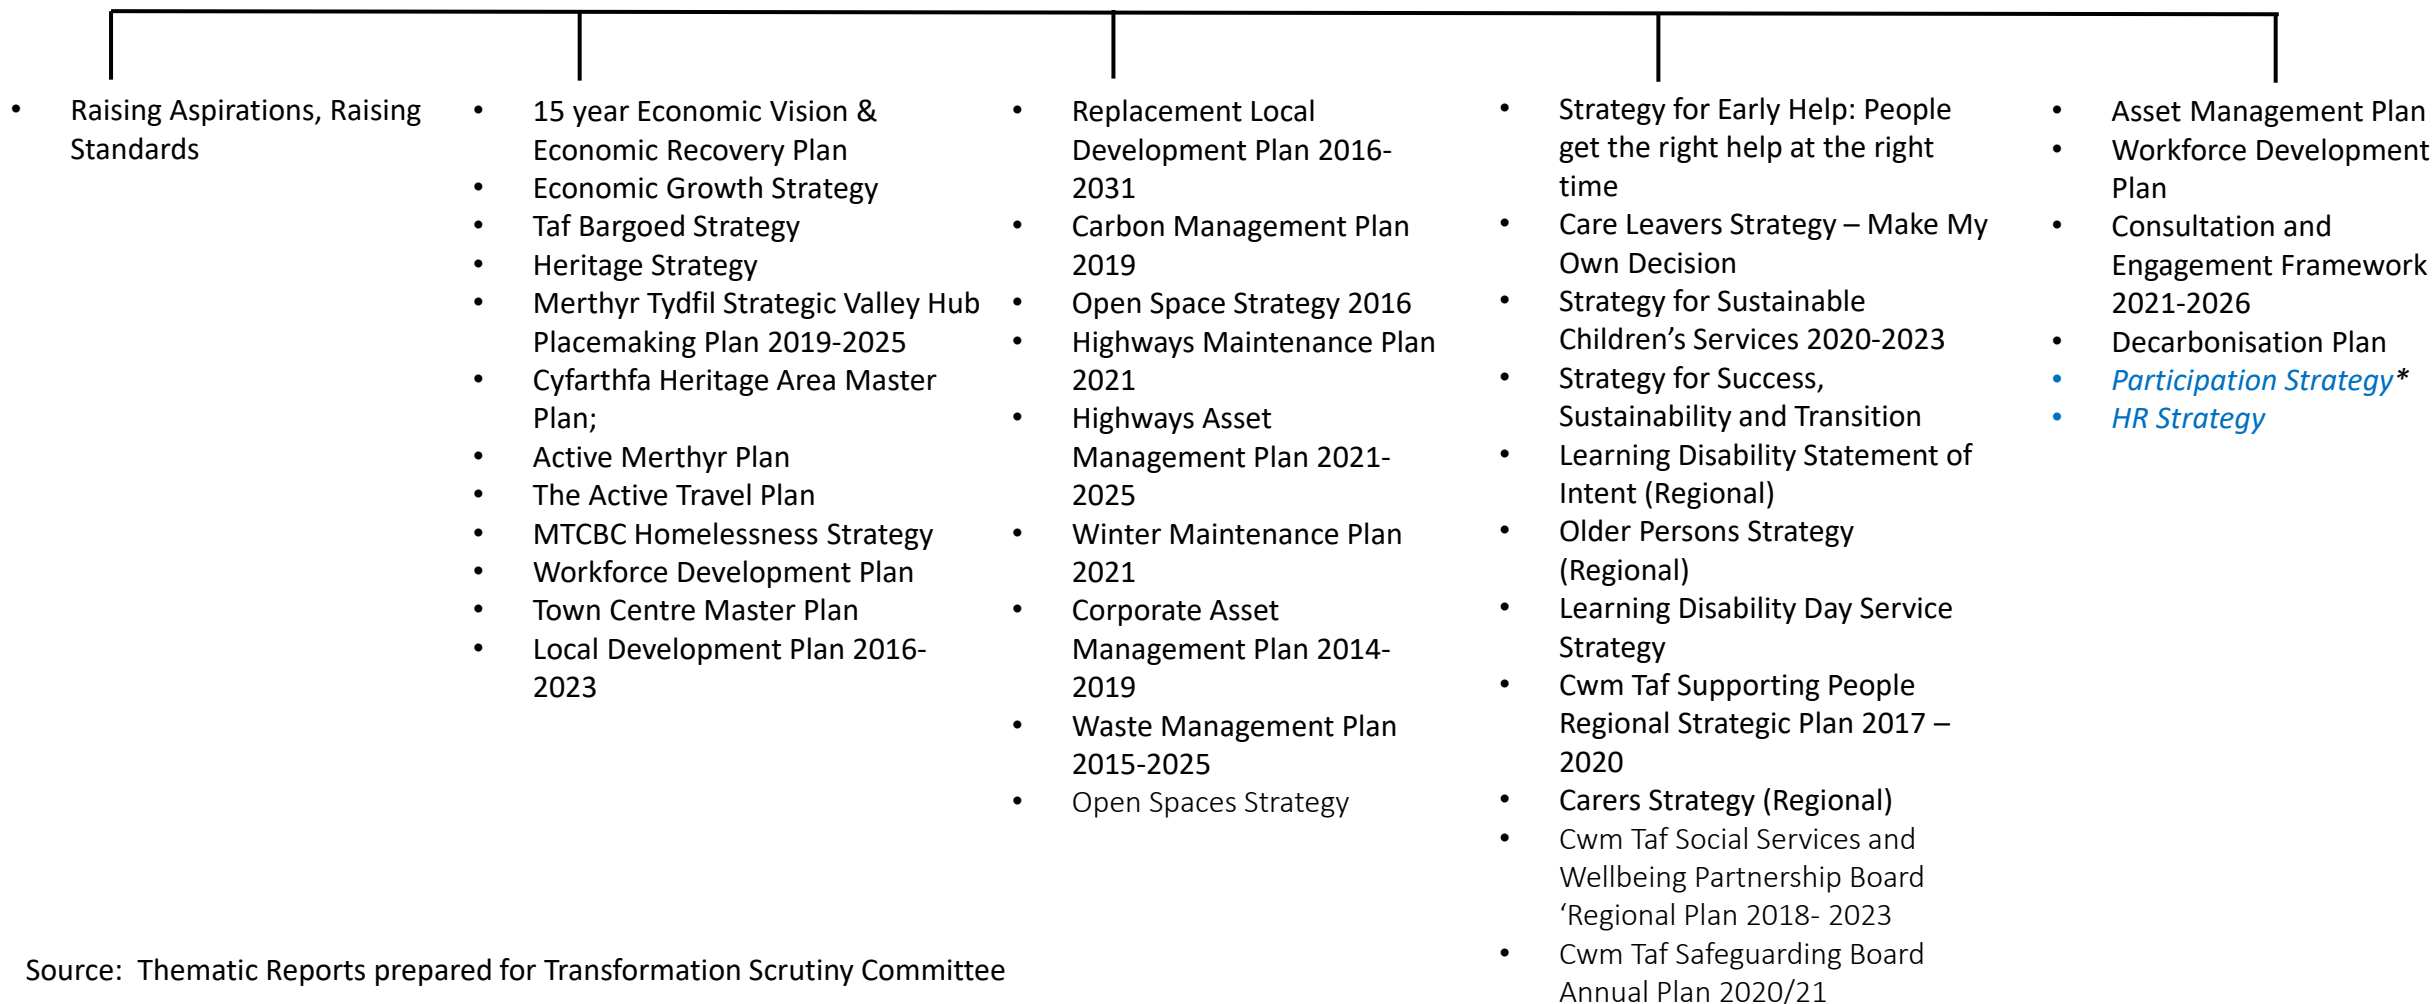 • Raising Aspirations, Raising
Standards
• 15 year Economic Vision &
Economic Recovery Plan
• Economic Growth Strategy
• Taf Bargoed Strategy
• Heritage Strategy
• Merthyr Tydfil Strategic Valley Hub
Placemaking Plan 2019-2025
• Cyfarthfa Heritage Area Master
Plan;
• Active Merthyr Plan
• The Active Travel Plan
• MTCBC Homelessness Strategy
• Workforce Development Plan
• Town Centre Master Plan
• Local Development Plan 2016-
2023
• Replacement Local
Development Plan 2016-
2031
• Carbon Management Plan
2019
• Open Space Strategy 2016
• Highways Maintenance Plan
2021
• Highways Asset
Management Plan 2021-
2025
• Winter Maintenance Plan
2021
• Corporate Asset
Management Plan 2014-
2019
• Waste Management Plan
2015-2025
• Open Spaces Strategy
• Strategy for Early Help: People
get the right help at the right
time
• Care Leavers Strategy – Make My
Own Decision
• Strategy for Sustainable
Children’s Services 2020-2023
• Strategy for Success,
Sustainability and Transition
• Learning Disability Statement of
Intent (Regional)
• Older Persons Strategy
(Regional)
• Learning Disability Day Service
Strategy
• Cwm Taf Supporting People
Regional Strategic Plan 2017 –
2020
• Carers Strategy (Regional)
• Cwm Taf Social Services and
Wellbeing Partnership Board
‘Regional Plan 2018- 2023
• Cwm Taf Safeguarding Board
Annual Plan 2020/21
• Asset Management Plan
• Workforce Development
Plan
• Consultation and
Engagement Framework
2021-2026
• Decarbonisation Plan
• Participation Strategy*
• HR Strategy
Source: Thematic Reports prepared for Transformation Scrutiny Committee